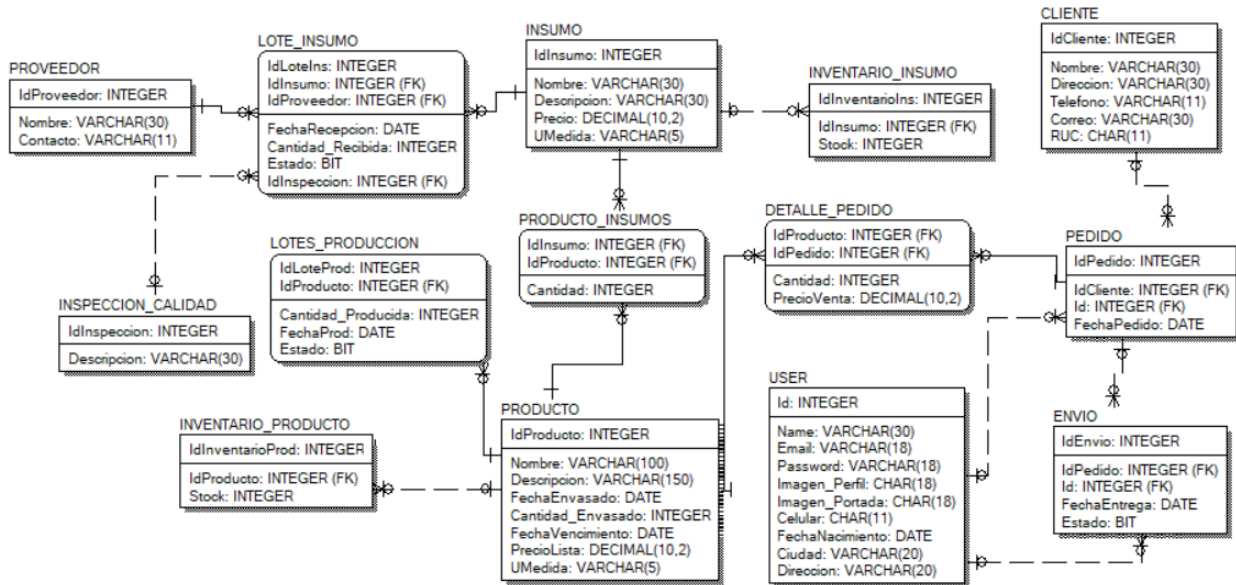 PROVEEDOR
IdProveedor: INTEGER
Nombre: VARCHAR(30)
Contacto: VARCHAR(11)
LOTE_INSUMO
IdLoteIns: INTEGER
IdInsumo: INTEGER (FK)
IdProveedor: INTEGER (FK)
FechaRecepcion: DATE
Cantidad_Recibida: INTEGER
Estado: BIT
IdInspeccion: INTEGER (FK)
INSUMO
IdInsumo: INTEGER
Nombre: VARCHAR(30)
Descripcion: VARCHAR(30)
Precio: DECIMAL(10,2)
UMedida: VARCHAR(5)
INVENTARIO_INSUMO
IdInventarioIns: INTEGER
IdInsumo: INTEGER (FK)
Stock: INTEGER
CLIENTE
IdCliente: INTEGER
Nombre: VARCHAR(30)
Direccion: VARCHAR(30)
Telefono: VARCHAR(11)
Correo: VARCHAR(30)
RUC: CHAR(11)
INSPECCION_CALIDAD
IdInspeccion: INTEGER
Descripcion: VARCHAR(30)
LOTES_PRODUCCION
IdLoteProd: INTEGER
IdProducto: INTEGER (FK)
Cantidad_Producida: INTEGER
FechaProd: DATE
Estado: BIT
PRODUCTO_INSUMOS
IdInsumo: INTEGER (FK)
IdProducto: INTEGER (FK)
Cantidad: INTEGER
DETALLE_PEDIDO
IdProducto: INTEGER (FK)
IdPedido: INTEGER (FK)
Cantidad: INTEGER
PrecioVenta: DECIMAL(10,2)
PEDIDO
IdPedido: INTEGER
IdCliente: INTEGER (FK)
Id: INTEGER (FK)
FechaPedido: DATE
INVENTARIO_PRODUCTO
IdInventarioProd: INTEGER
IdProducto: INTEGER (FK)
Stock: INTEGER
PRODUCTO
IdProducto: INTEGER
Nombre: VARCHAR(100)
Descripcion: VARCHAR(150)
FechaEnvasado: DATE
Cantidad_Envasado: INTEGER
FechaVencimiento: DATE
PrecioLista: DECIMAL(10,2)
UMedida: VARCHAR(5)
USER
Id: INTEGER
Name: VARCHAR(30)
Email: VARCHAR(18)
Password: VARCHAR(18)
Imagen_Perfil: CHAR(18)
Imagen_Portada: CHAR(18)
Celular: CHAR(11)
FechaNacimiento: DATE
Ciudad: VARCHAR(20)
Direccion: VARCHAR(20)
ENVIO
IdEnvio: INTEGER
IdPedido: INTEGER (FK)
Id: INTEGER (FK)
FechaEntrega: DATE
Estado: BIT